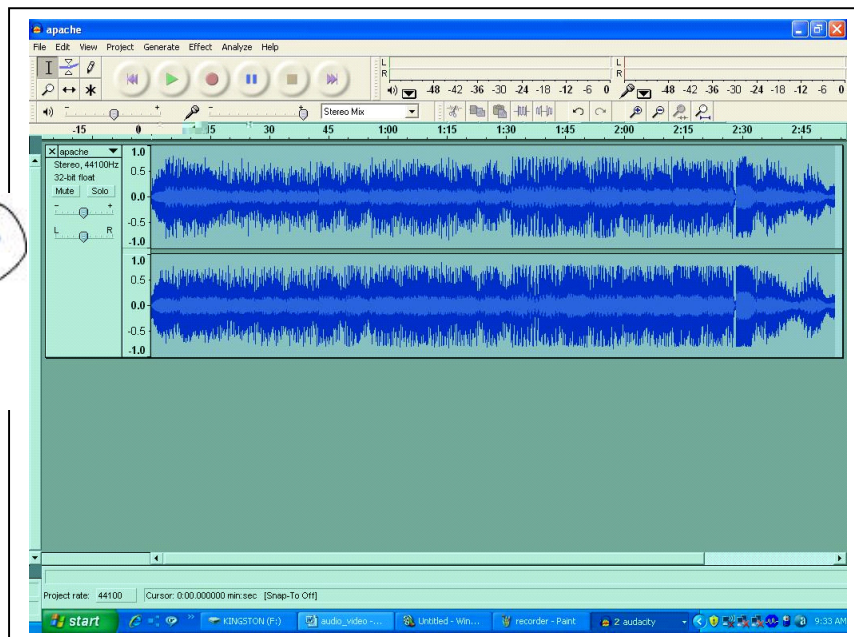 apache
File Edit View Project Generate Effect Analyze Help
L
R
-48 -42 -36 -30 -24 -18 -12 -6 0
L
R
-48 -42 -36 -30 -24 -18 -12 -6 0
- +
- +
Stereo Mix
-15 0 15 30 45 1:00 1:15 1:30 1:45 2:00 2:15 2:30 2:45
X apache
Stereo, 44100Hz
32-bit float
Mute Solo
- +
L R
1.0
0.5
0.0
-0.5
-1.0
1.0
0.5
0.0
-0.5
-1.0
Project rate: 44100 Cursor: 0:00.000000 min:sec [Snap-To Off]
start KINGSTON (F:) audio_video -... Untitled - Win... recorder - Paint 2 audacity 9:33 AM